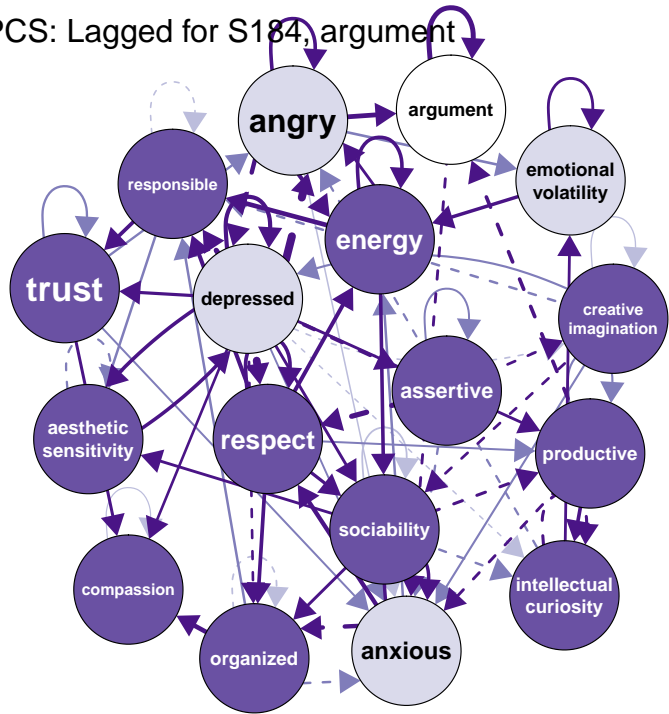 PCS: Lagged for S184, argument
angry
argument
responsible
emotional
volatility
energy
trust
depressed
creative
imagination
assertive
aesthetic
sensitivity
respect
productive
sociability
compassion
intellectual
curiosity
organized
anxious